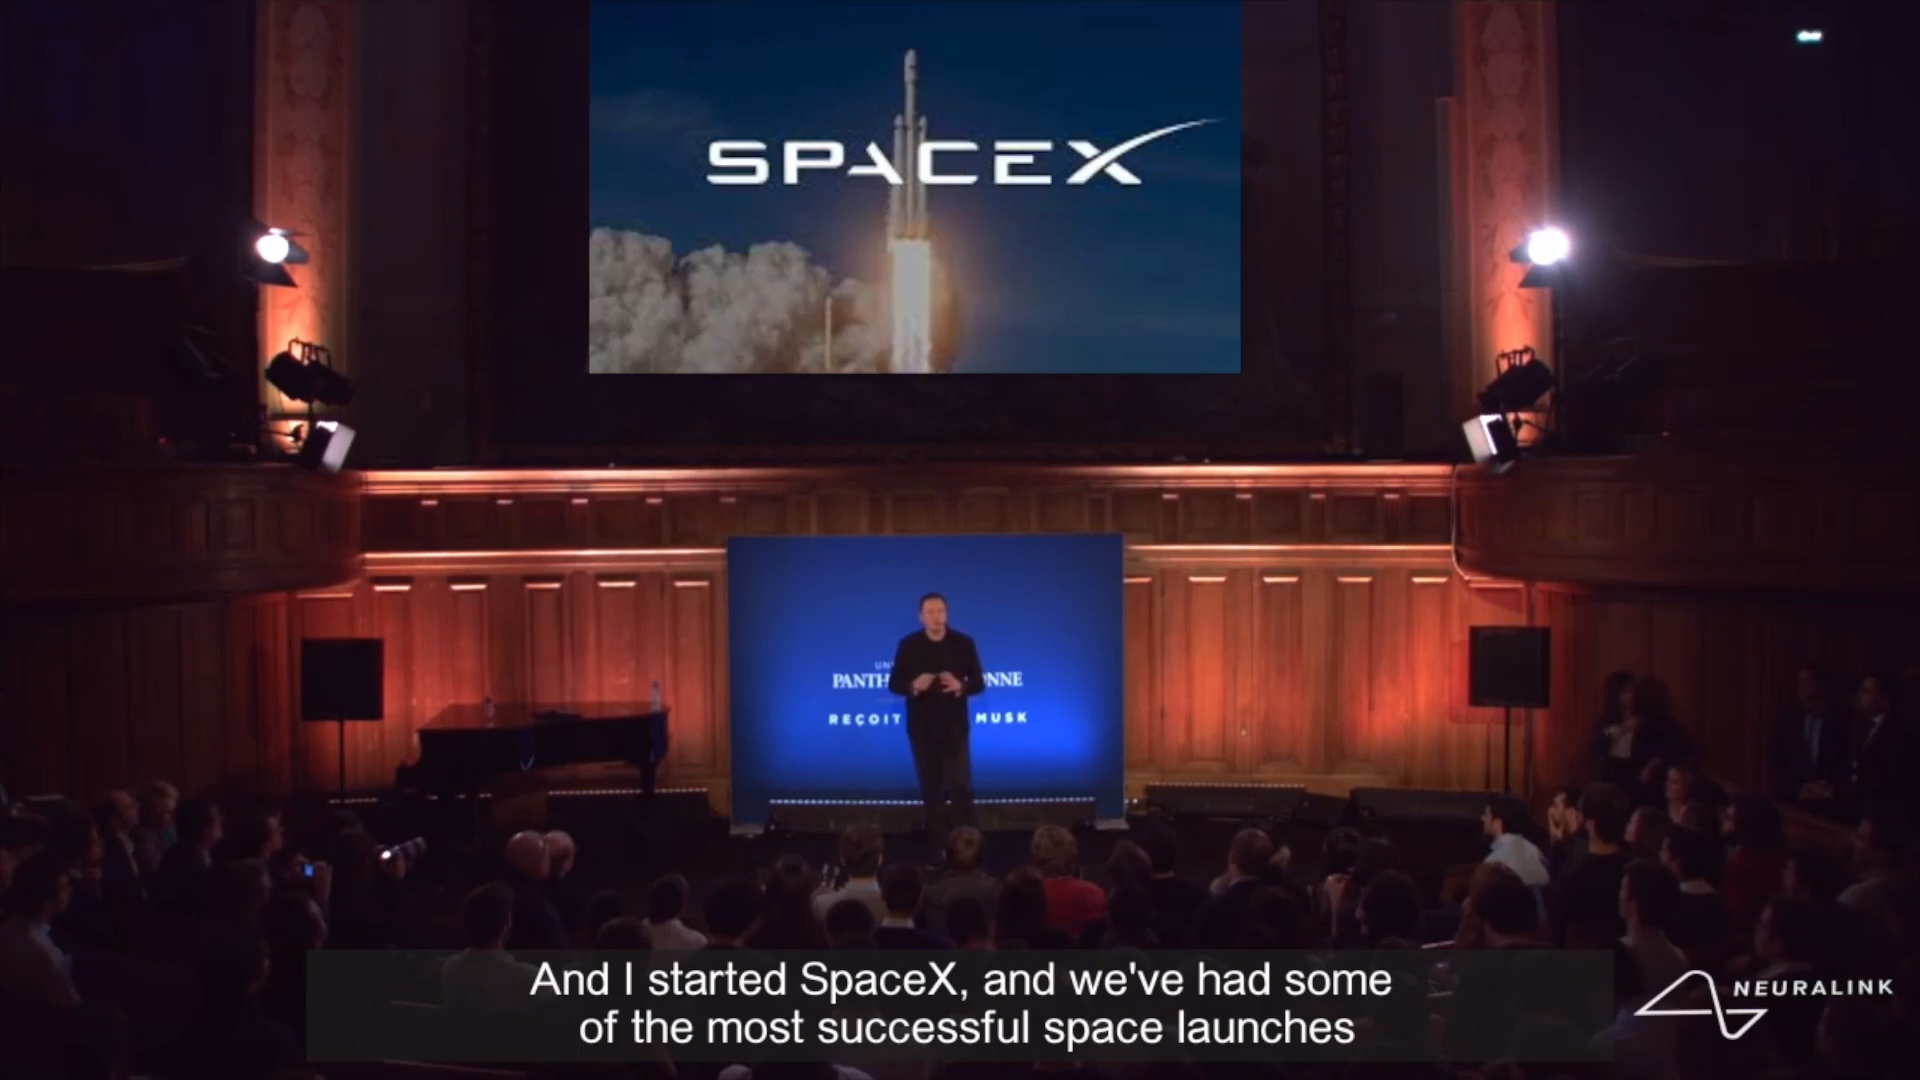 SPACEX
UN
PANTH ONNE
REÇOIT MUSK
And I started SpaceX, and we've had some
of the most successful space launches
NEURALINK